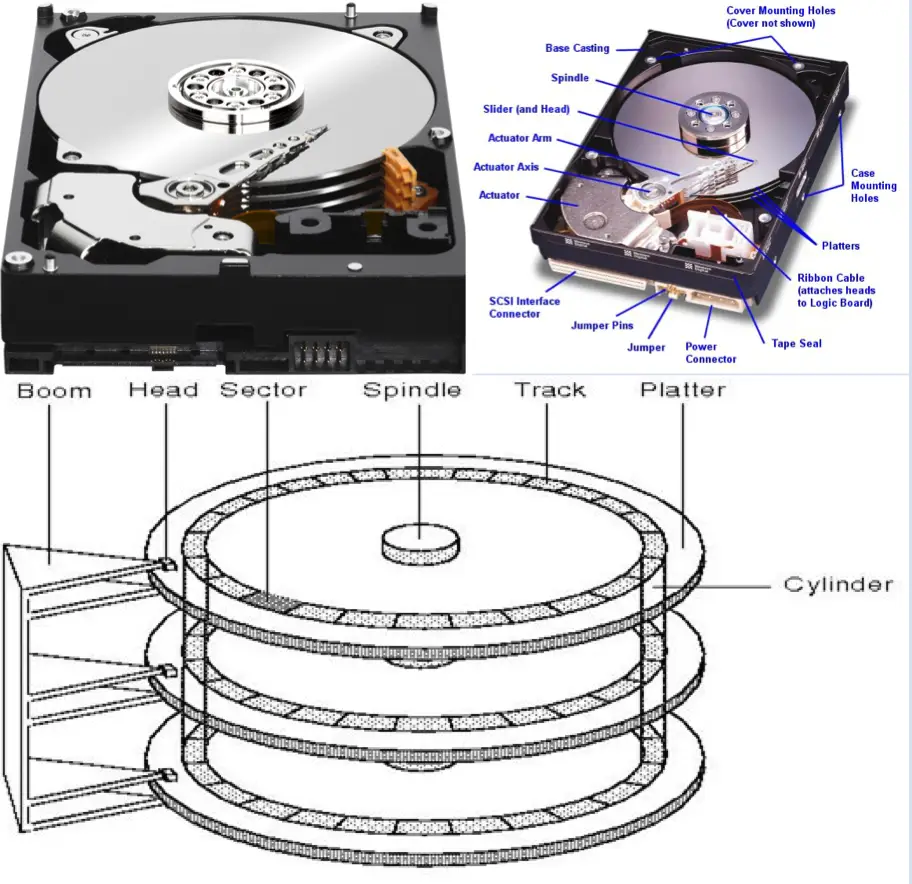 Cover Mounting Holes
(Cover not shown)
Base Casting
Spindle
Slider (and Head)
Actuator Arm
Actuator Axis
Actuator
Case
Mounting
Holes
Platters
Ribbon Cable
(attaches heads
to Logic Board)
SCSI Interface
Connector
Jumper Pins
Jumper
Power
Connector
Tape Seal
Boom
Head
Sector
Spindle
Track
Platter
Cylinder